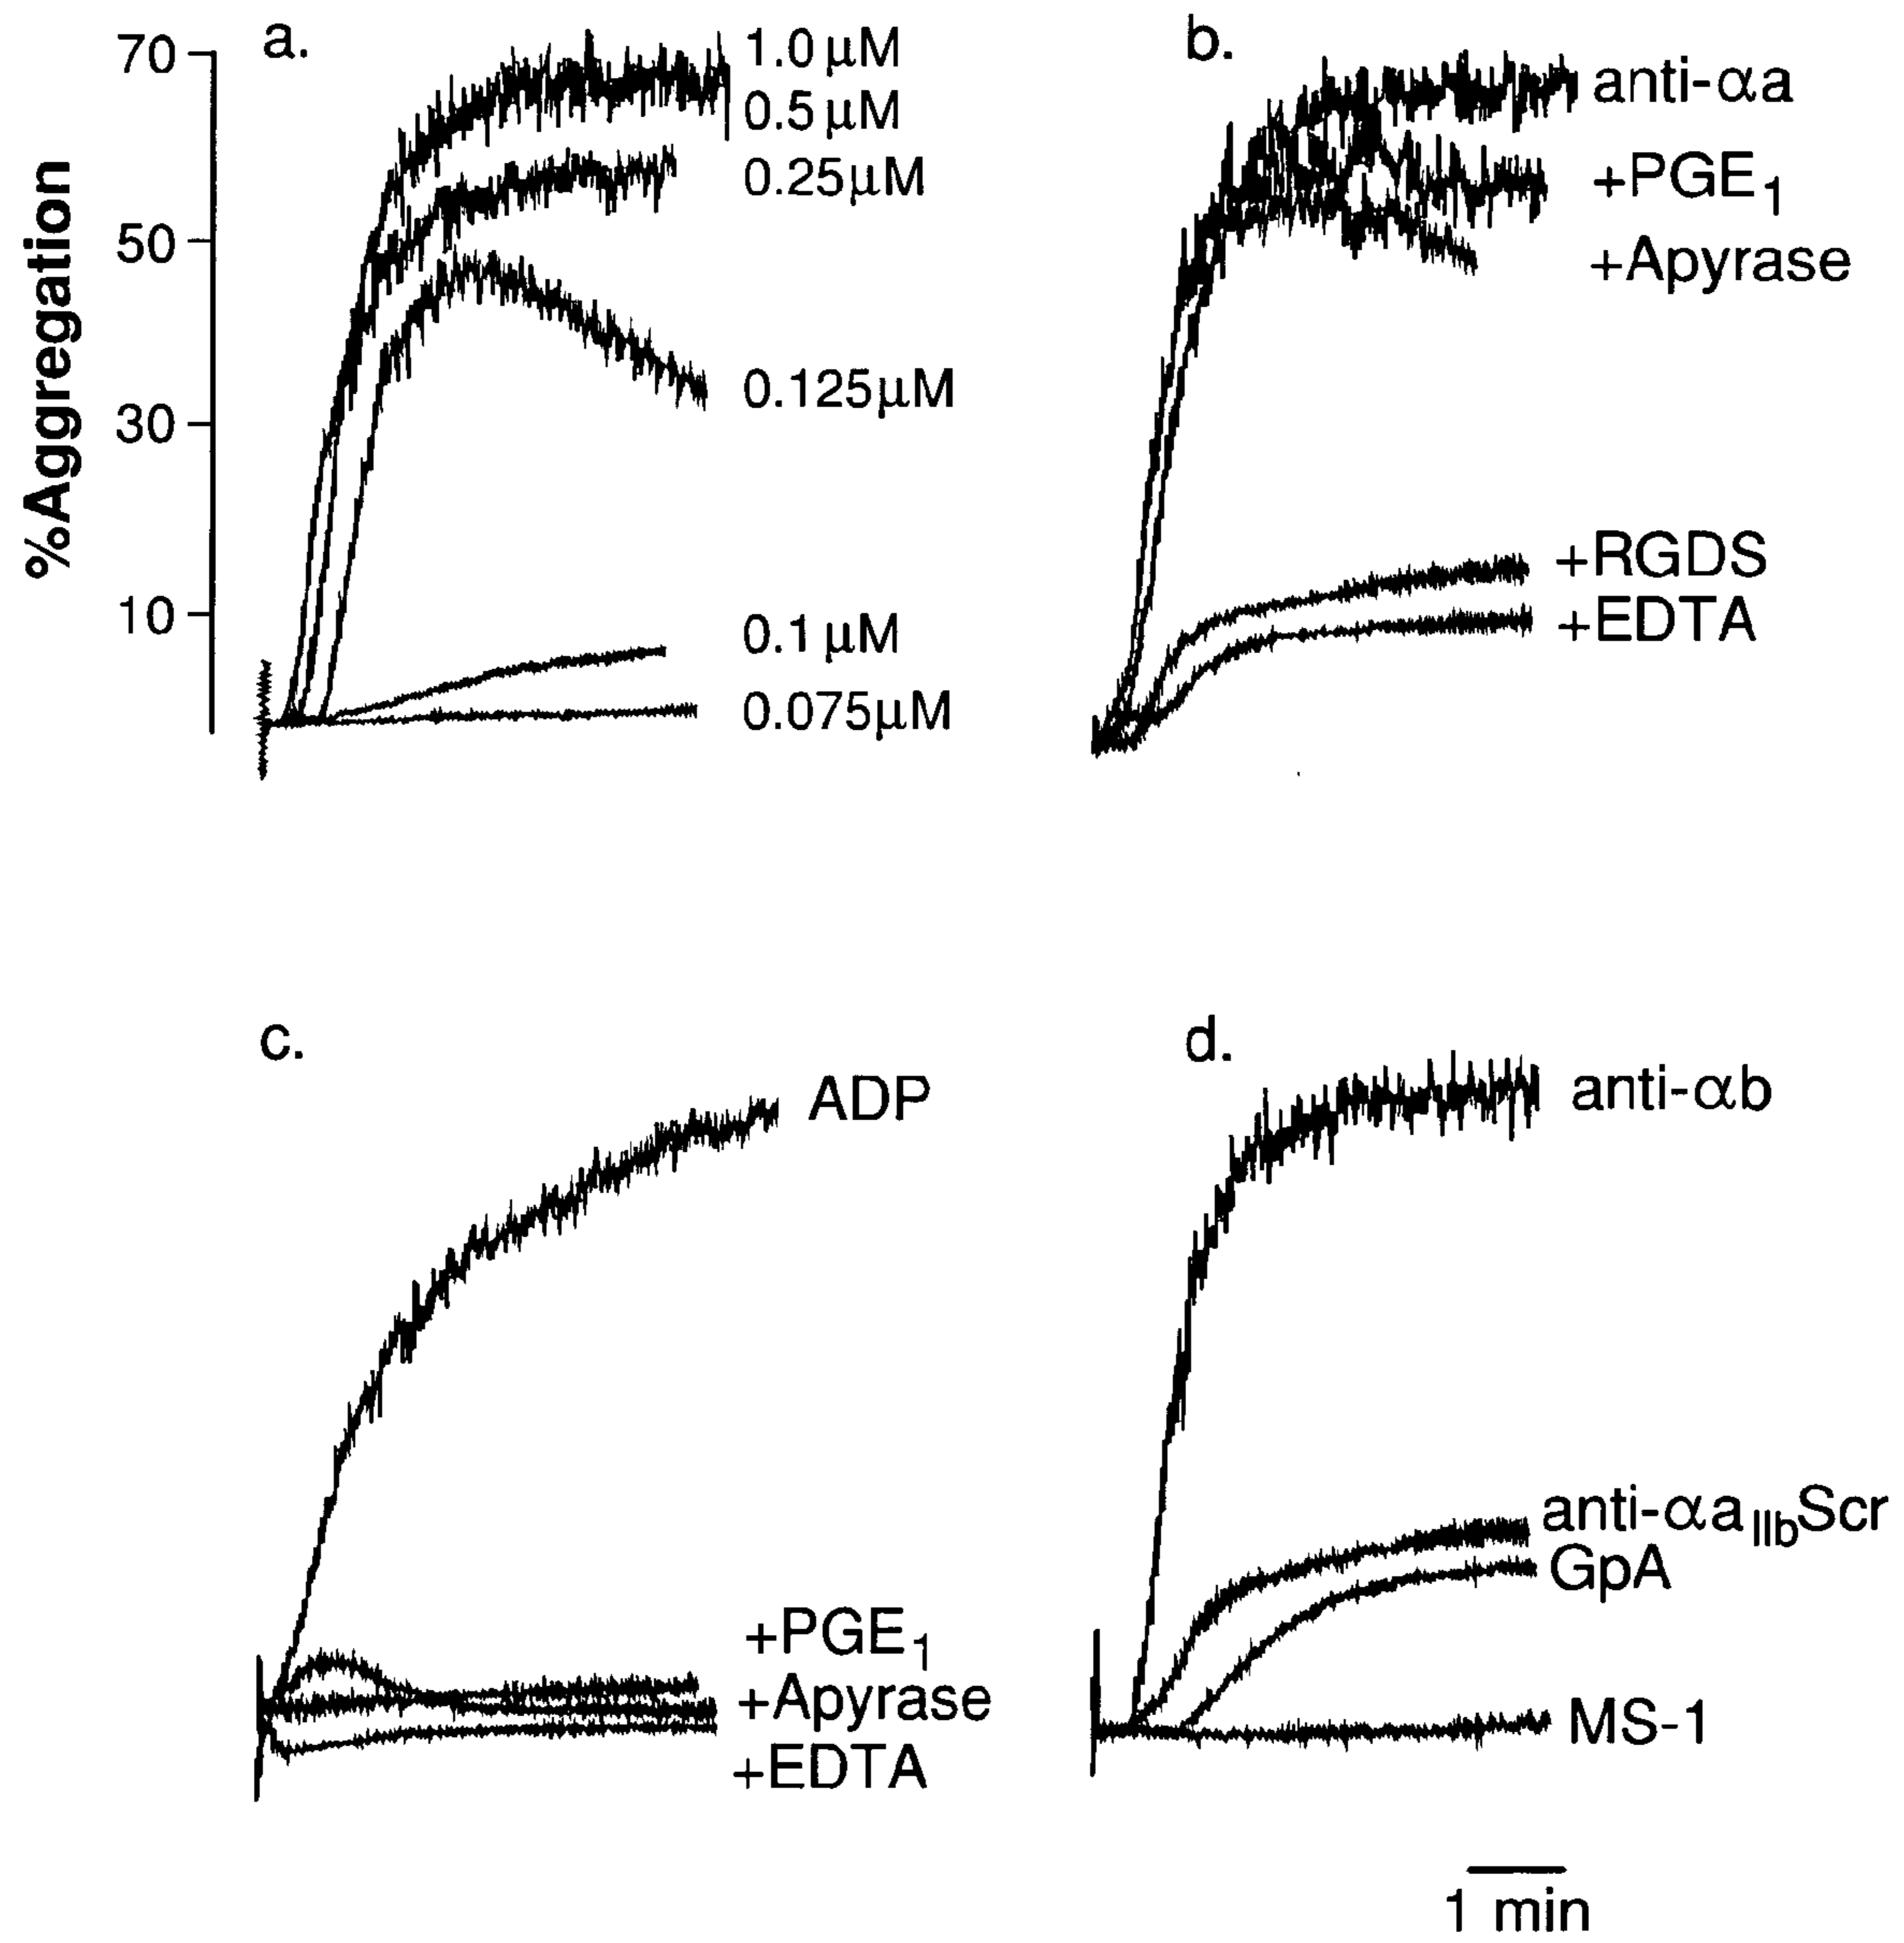 a.
70
50
30
10
%Aggregation
1.0 μM
0.5 μM
0.25μM
0.125μM
0.1 μM
0.075μM
b.
anti-αa
+PGE1
+Apyrase
+RGDS
+EDTA
c.
ADP
+PGE1
+Apyrase
+EDTA
d.
anti-αb
anti-αaIIbScr
GpA
MS-1
1 min